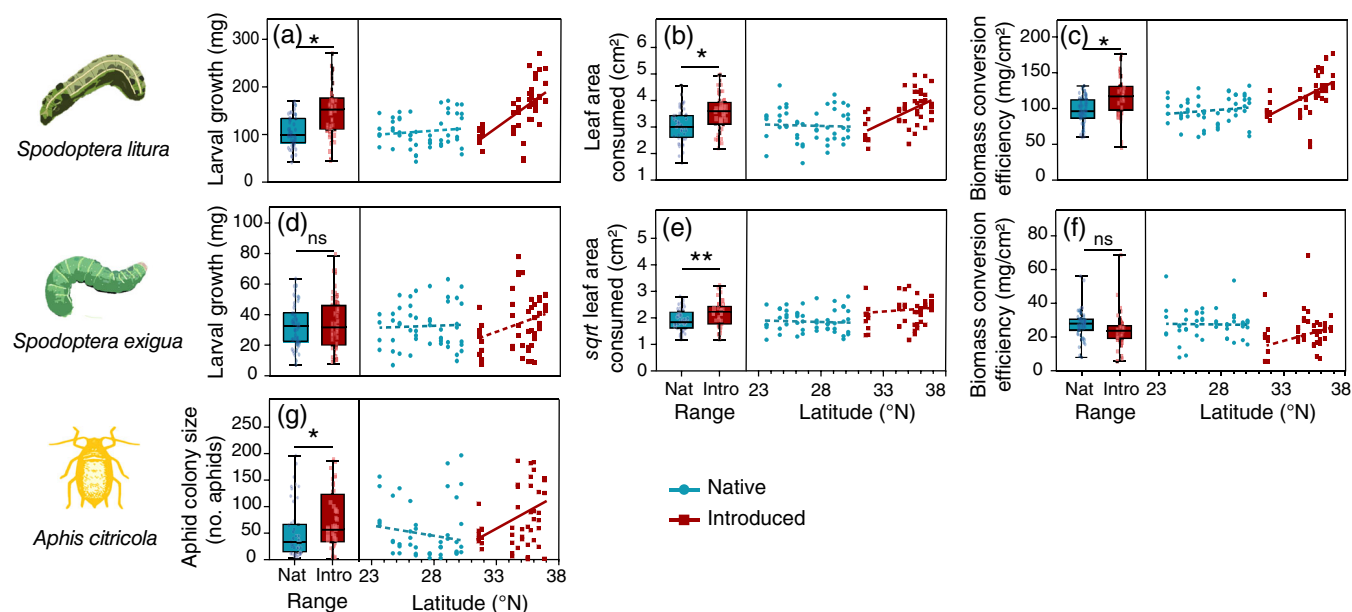 (a)
*
Larval growth (mg)
300
200
100
0
(b)
*
Leaf area
consumed (cm²)
6
5
4
3
2
1
(c)
*
Biomass conversion
efficiency (mg/cm²)
200
150
100
50
0
Spodoptera litura
(d)
ns
Larval growth (mg)
100
80
60
40
20
0
(e)
**
sqrt leaf area
consumed (cm²)
5
4
3
2
1
0
Nat Intro
Range
23 28 33 38
Latitude (°N)
(f)
ns
Biomass conversion
efficiency (mg/cm²)
80
60
40
20
0
Nat Intro
Range
23 28 33 38
Latitude (°N)
Spodoptera exigua
(g)
*
Aphid colony size
(no. aphids)
250
200
150
100
50
0
Nat Intro
Range
23 28 33 38
Latitude (°N)
Aphis citricola
Native
Introduced